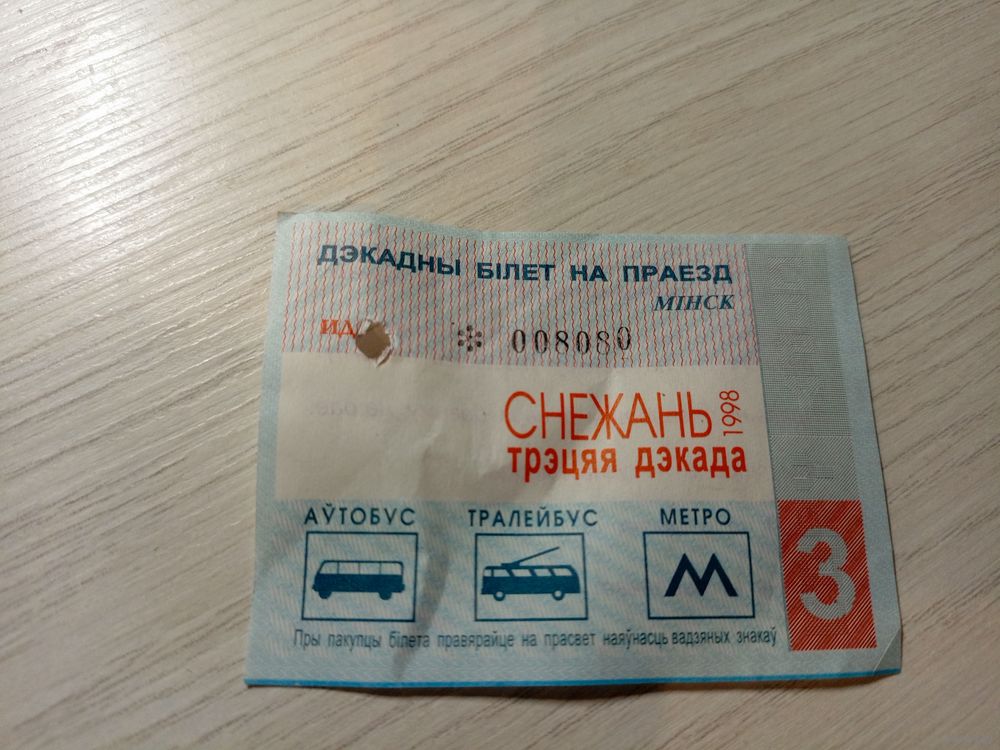 ДЭКАДНЫ БІЛЕТ НА ПРАЕЗД
МІНСК
ИД
* 008080
СНЕЖАНЬ 1998
трэцяя дэкада
АЎТОБУС ТРАЛЕЙБУС МЕТРО
М
3
Пры пакупцы білета правярайце на прасвет наяўнасць вадзяных знакаў